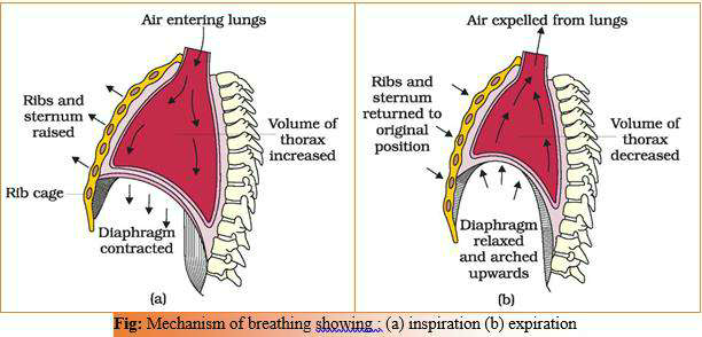 Air entering lungs
Ribs and
sternum
raised
Volume of
thorax
increased
Rib cage
Diaphragm
contracted
(a)
Air expelled from lungs
Ribs and
sternum
returned to
original
position
Volume of
thorax
decreased
Diaphragm
relaxed
and arched
upwards
(b)
Fig: Mechanism of breathing showing : (a) inspiration (b) expiration